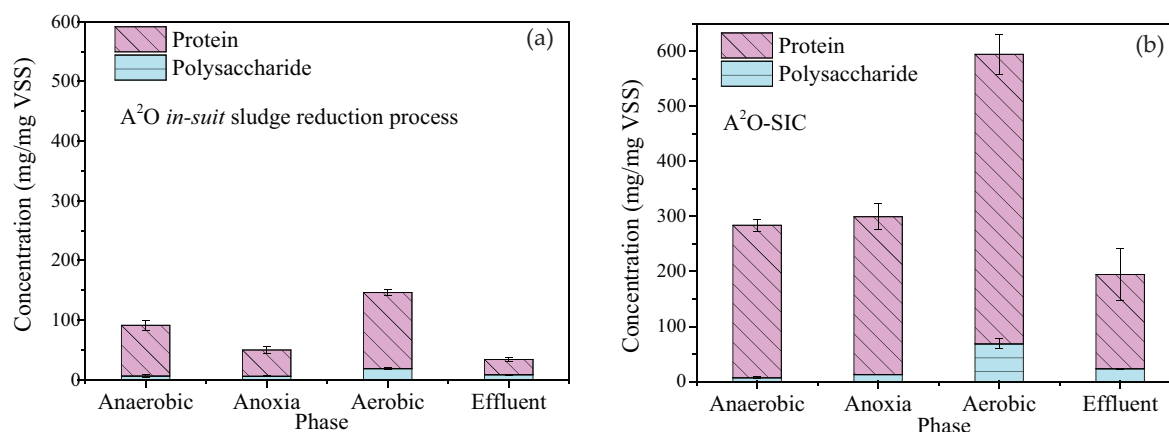 600
500
400
300
200
100
0
Concentration (mg/mg VSS)
Protein
Polysaccharide
(a)
A²O in-suit sludge reduction process
Anaerobic Anoxia Aerobic Effluent
Phase
600
500
400
300
200
100
0
Concentration (mg/mg VSS)
Protein
Polysaccharide
(b)
A²O-SIC
Anaerobic Anoxia Aerobic Effluent
Phase